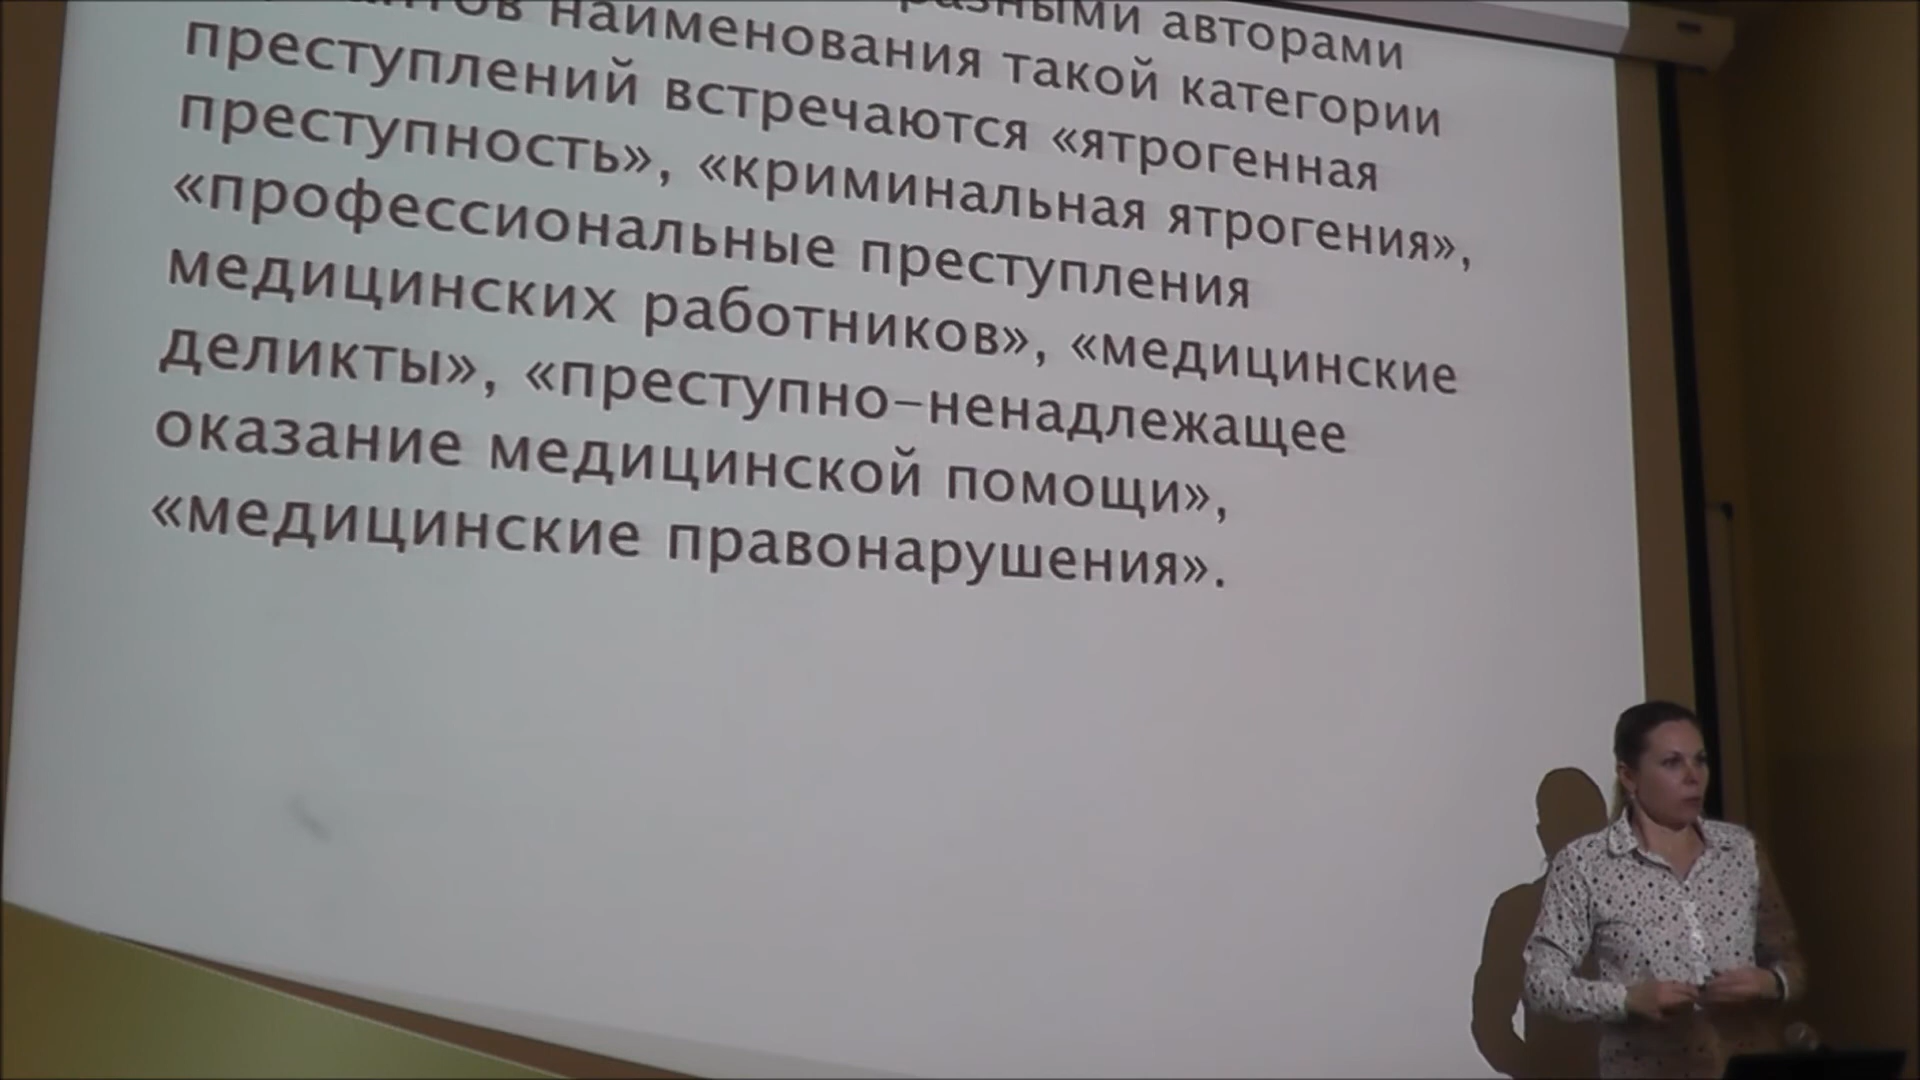 авторами
наименования такой категории
преступлений встречаются «ятрогенная
преступность», «криминальная ятрогения»,
«профессиональные преступления
медицинских работников», «медицинские
деликты», «преступно-ненадлежащее
оказание медицинской помощи»,
«медицинские правонарушения».